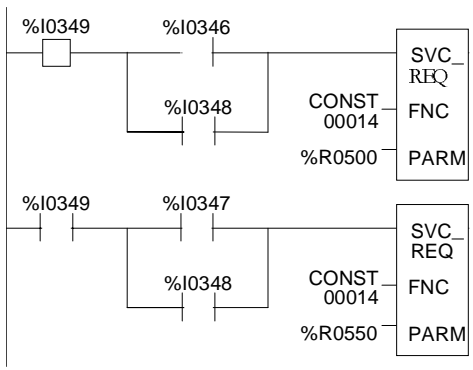 %I0349 %I0346
SVC_
REQ
%I0348
CONST
00014 FNC
%R0500 PARM
%I0349 %I0347
SVC_
REQ
%I0348
CONST
00014 FNC
%R0550 PARM